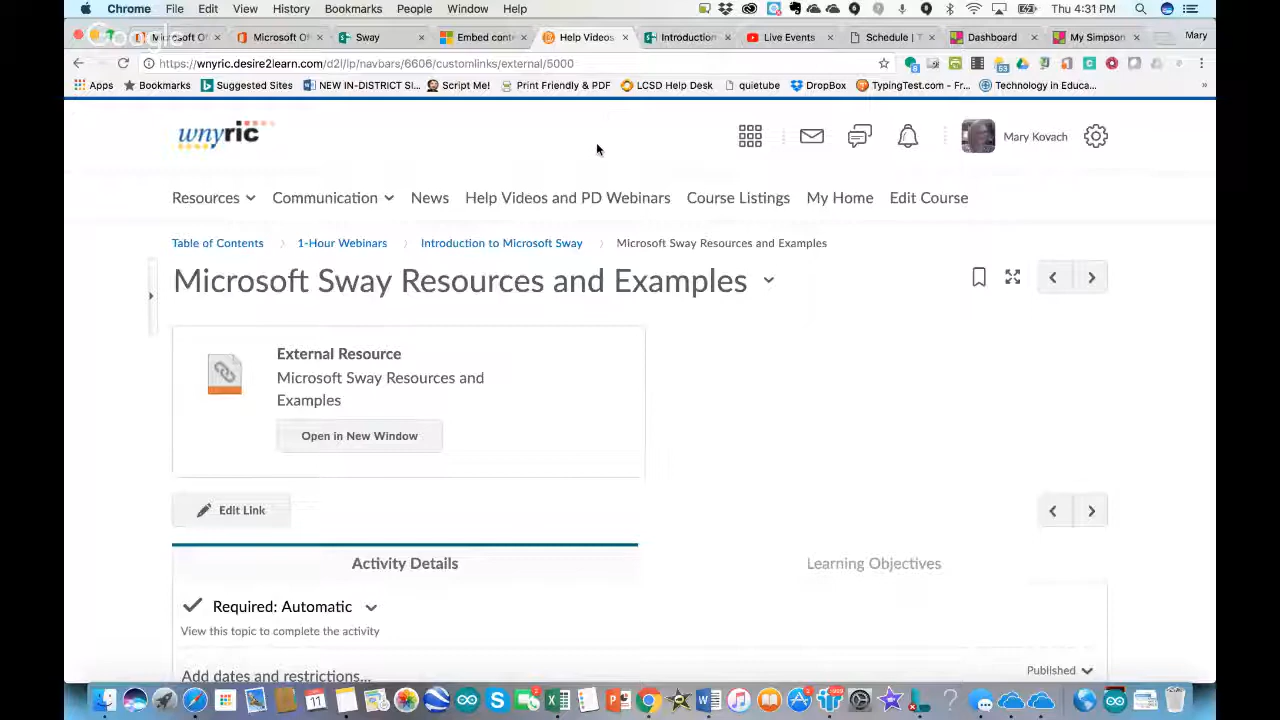 Chrome File Edit View History Bookmarks People Window Help Thu 4:31 PM
Google
Microsoft Of Microsoft Of Sway Embed conte Help Videos Introduction Live Events Schedule | T Dashboard My Simpson Mary
https://wnyric.desire2learn.com/d2l/lp/navbars/6606/customlinks/external/5000
Apps Bookmarks Suggested Sites NEW IN-DISTRICT SI... Script Me! Print Friendly & PDF LCSD Help Desk quietube DropBox TypingTest.com - Fr... Technology in Educa... »
wnyric
Mary Kovach
Resources Communication News Help Videos and PD Webinars Course Listings My Home Edit Course
Table of Contents 1-Hour Webinars Introduction to Microsoft Sway Microsoft Sway Resources and Examples
Microsoft Sway Resources and Examples
External Resource
Microsoft Sway Resources and
Examples
Open in New Window
Edit Link
Activity Details Learning Objectives
Required: Automatic
View this topic to complete the activity
Add dates and restrictions...
Published